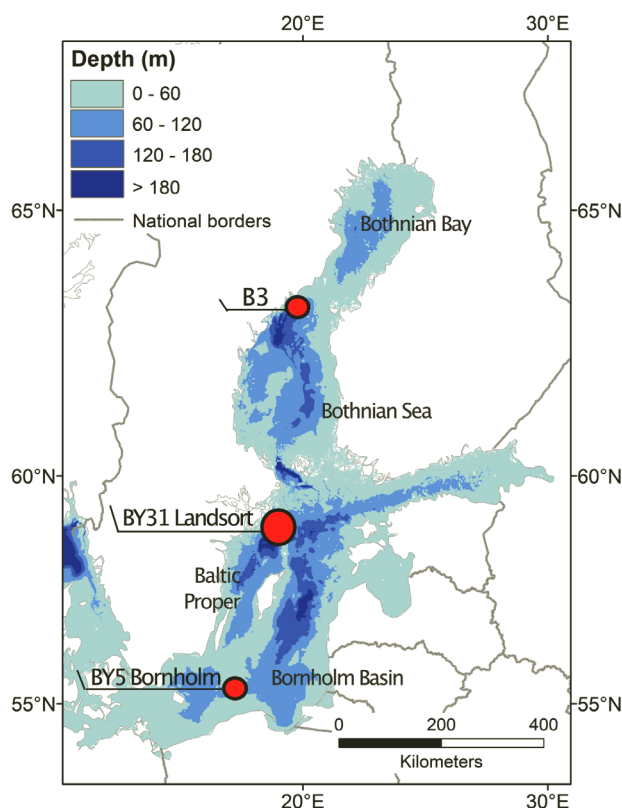 20°E 30°E
Depth (m)
0 - 60
60 - 120
120 - 180
> 180
National borders
65°N 65°N
Bothnian Bay
B3
Bothnian Sea
60°N 60°N
BY31 Landsort
Baltic
Proper
BY5 Bornholm
Bornholm Basin
55°N 55°N
0 200 400
Kilometers
20°E 30°E